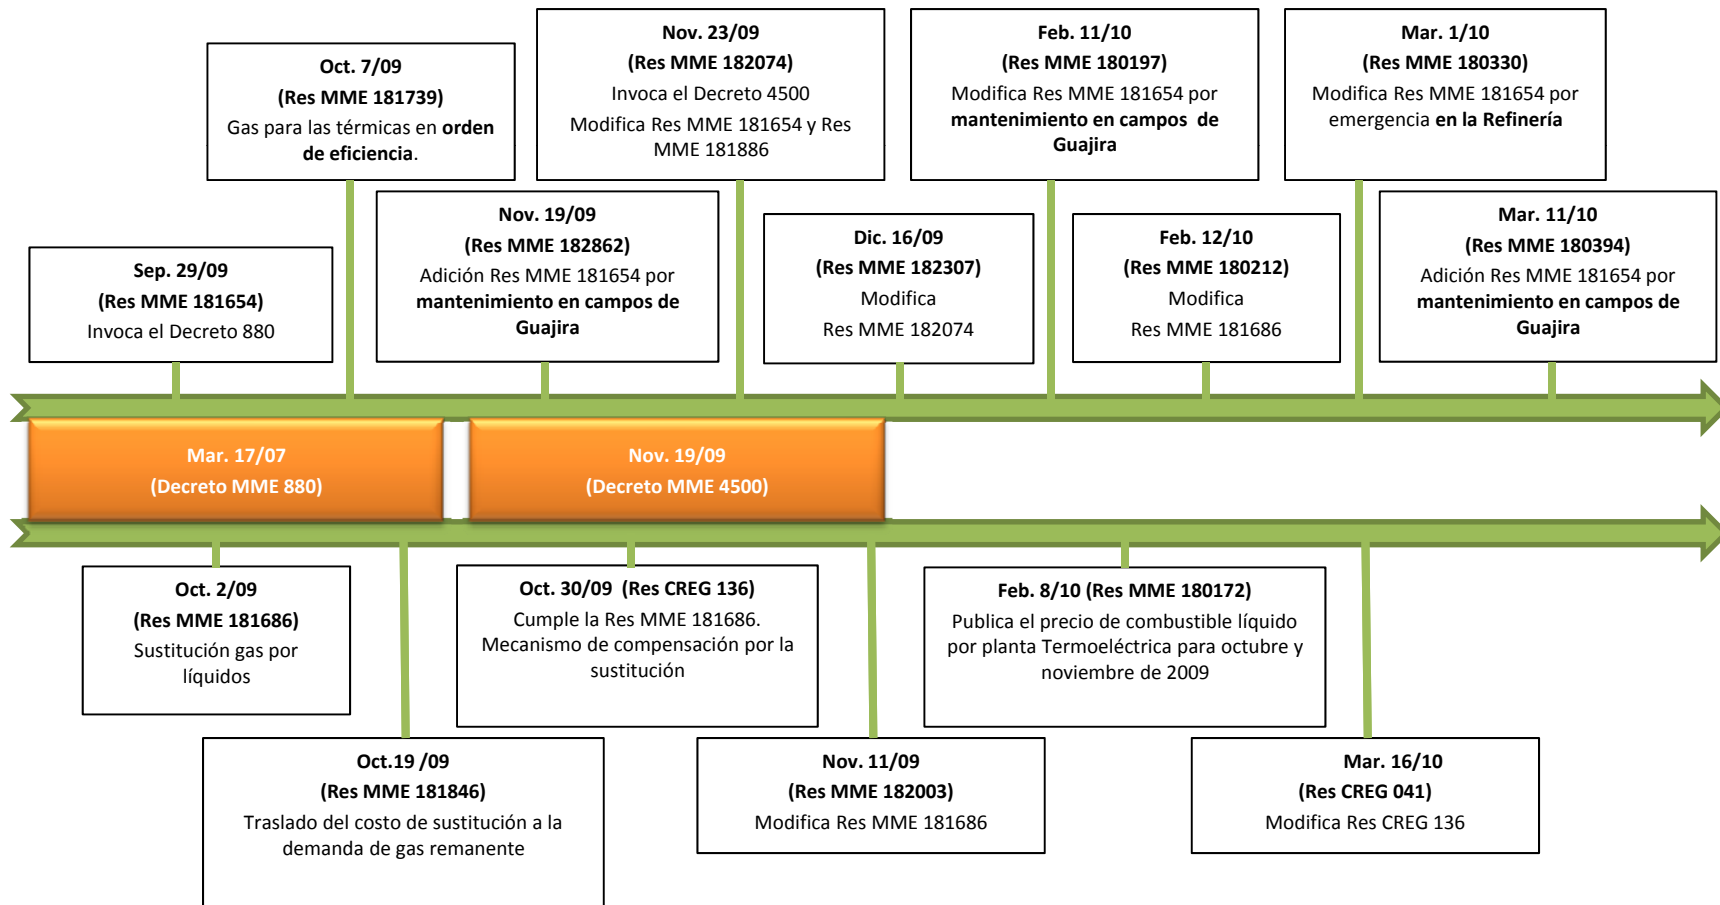 Oct. 7/09
(Res MME 181739)
Gas para las térmicas en orden
de eficiencia.
Nov. 23/09
(Res MME 182074)
Invoca el Decreto 4500
Modifica Res MME 181654 y Res
MME 181886
Feb. 11/10
(Res MME 180197)
Modifica Res MME 181654 por
mantenimiento en campos de
Guajira
Mar. 1/10
(Res MME 180330)
Modifica Res MME 181654 por
emergencia en la Refinería
Sep. 29/09
(Res MME 181654)
Invoca el Decreto 880
Nov. 19/09
(Res MME 182862)
Adición Res MME 181654 por
mantenimiento en campos de
Guajira
Dic. 16/09
(Res MME 182307)
Modifica
Res MME 182074
Feb. 12/10
(Res MME 180212)
Modifica
Res MME 181686
Mar. 11/10
(Res MME 180394)
Adición Res MME 181654 por
mantenimiento en campos de
Guajira
Mar. 17/07
(Decreto MME 880)
Nov. 19/09
(Decreto MME 4500)
Oct. 2/09
(Res MME 181686)
Sustitución gas por
líquidos
Oct. 30/09 (Res CREG 136)
Cumple la Res MME 181686.
Mecanismo de compensación por la
sustitución
Feb. 8/10 (Res MME 180172)
Publica el precio de combustible líquido
por planta Termoeléctrica para octubre y
noviembre de 2009
Oct.19 /09
(Res MME 181846)
Traslado del costo de sustitución a la
demanda de gas remanente
Nov. 11/09
(Res MME 182003)
Modifica Res MME 181686
Mar. 16/10
(Res CREG 041)
Modifica Res CREG 136